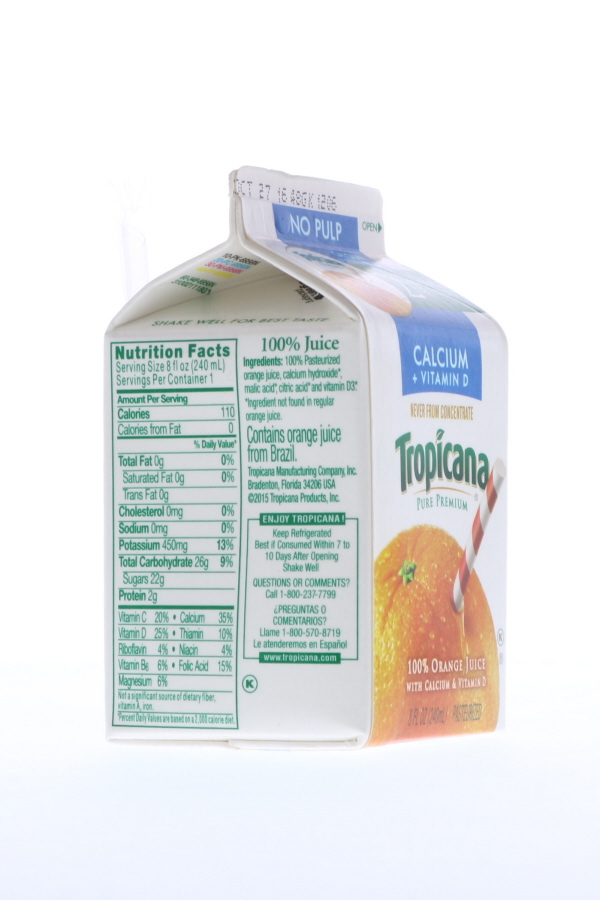 OCT 27 16 48GK 1206
NO PULP
OPEN
SHAKE WELL FOR BEST TASTE
Nutrition Facts
Serving Size 8 fl oz (240 mL)
Servings Per Container 1
Amount Per Serving
Calories 110
Calories from Fat 0
% Daily Value*
Total Fat 0g 0%
Saturated Fat 0g 0%
Trans Fat 0g
Cholesterol 0mg 0%
Sodium 0mg 0%
Potassium 450mg 13%
Total Carbohydrate 26g 9%
Sugars 22g
Protein 2g
Vitamin C 20% • Calcium 35%
Vitamin D 25% • Thiamin 10%
Riboflavin 4% • Niacin 4%
Vitamin B6 6% • Folic Acid 15%
Magnesium 6%
Not a significant source of dietary fiber,
vitamin A, iron.
*Percent Daily Values are based on a 2,000 calorie diet.
100% Juice
Ingredients: 100% Pasteurized
orange juice, calcium hydroxide*,
malic acid*, citric acid* and vitamin D3*.
*Ingredient not found in regular
orange juice.
Contains orange juice
from Brazil.
Tropicana Manufacturing Company, Inc.
Bradenton, Florida 34206 USA
©2015 Tropicana Products, Inc.
ENJOY TROPICANA!
Keep Refrigerated
Best if Consumed Within 7 to
10 Days After Opening
Shake Well
QUESTIONS OR COMMENTS?
Call 1-800-237-7799
¿PREGUNTAS O
COMENTARIOS?
Llame 1-800-570-8719
Le atenderemos en Español
www.tropicana.com
K
CALCIUM
+ VITAMIN D
NEVER FROM CONCENTRATE
Tropicana
PURE PREMIUM
100% ORANGE JUICE
WITH CALCIUM & VITAMIN D
8 FL OZ (240mL) PASTEURIZED
K